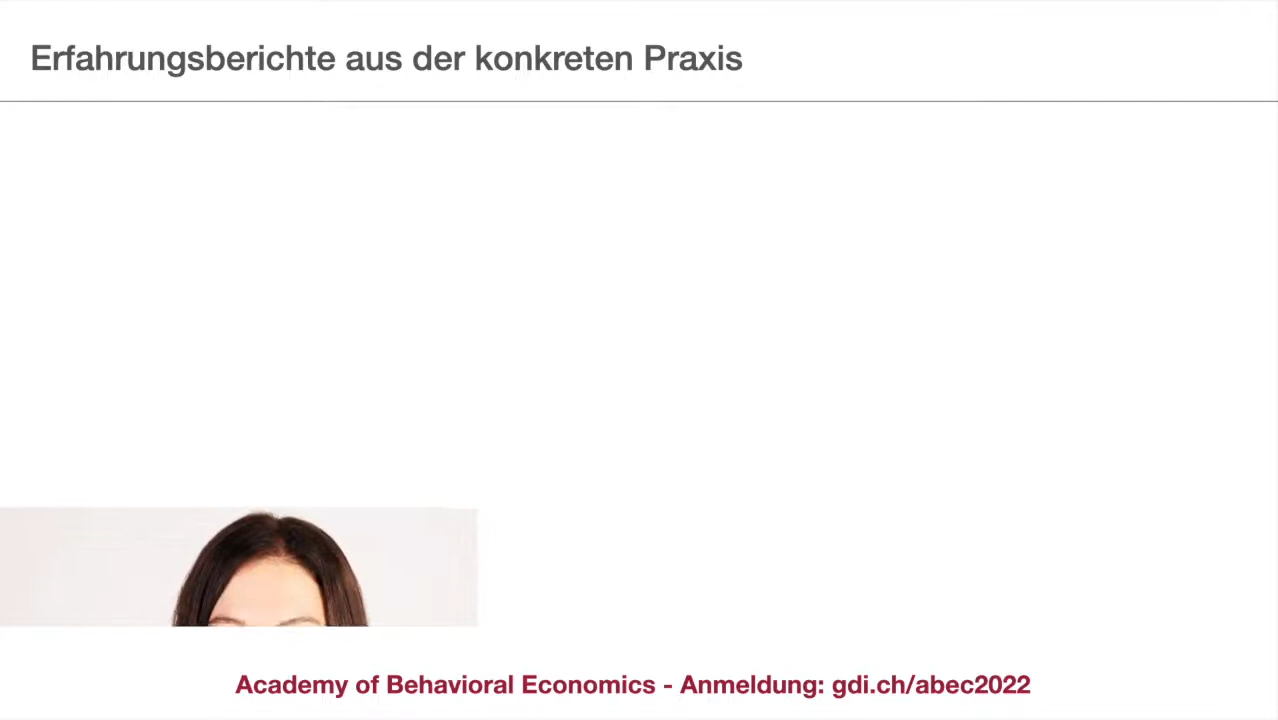 Erfahrungsberichte aus der konkreten Praxis
Academy of Behavioral Economics - Anmeldung: gdi.ch/abec2022